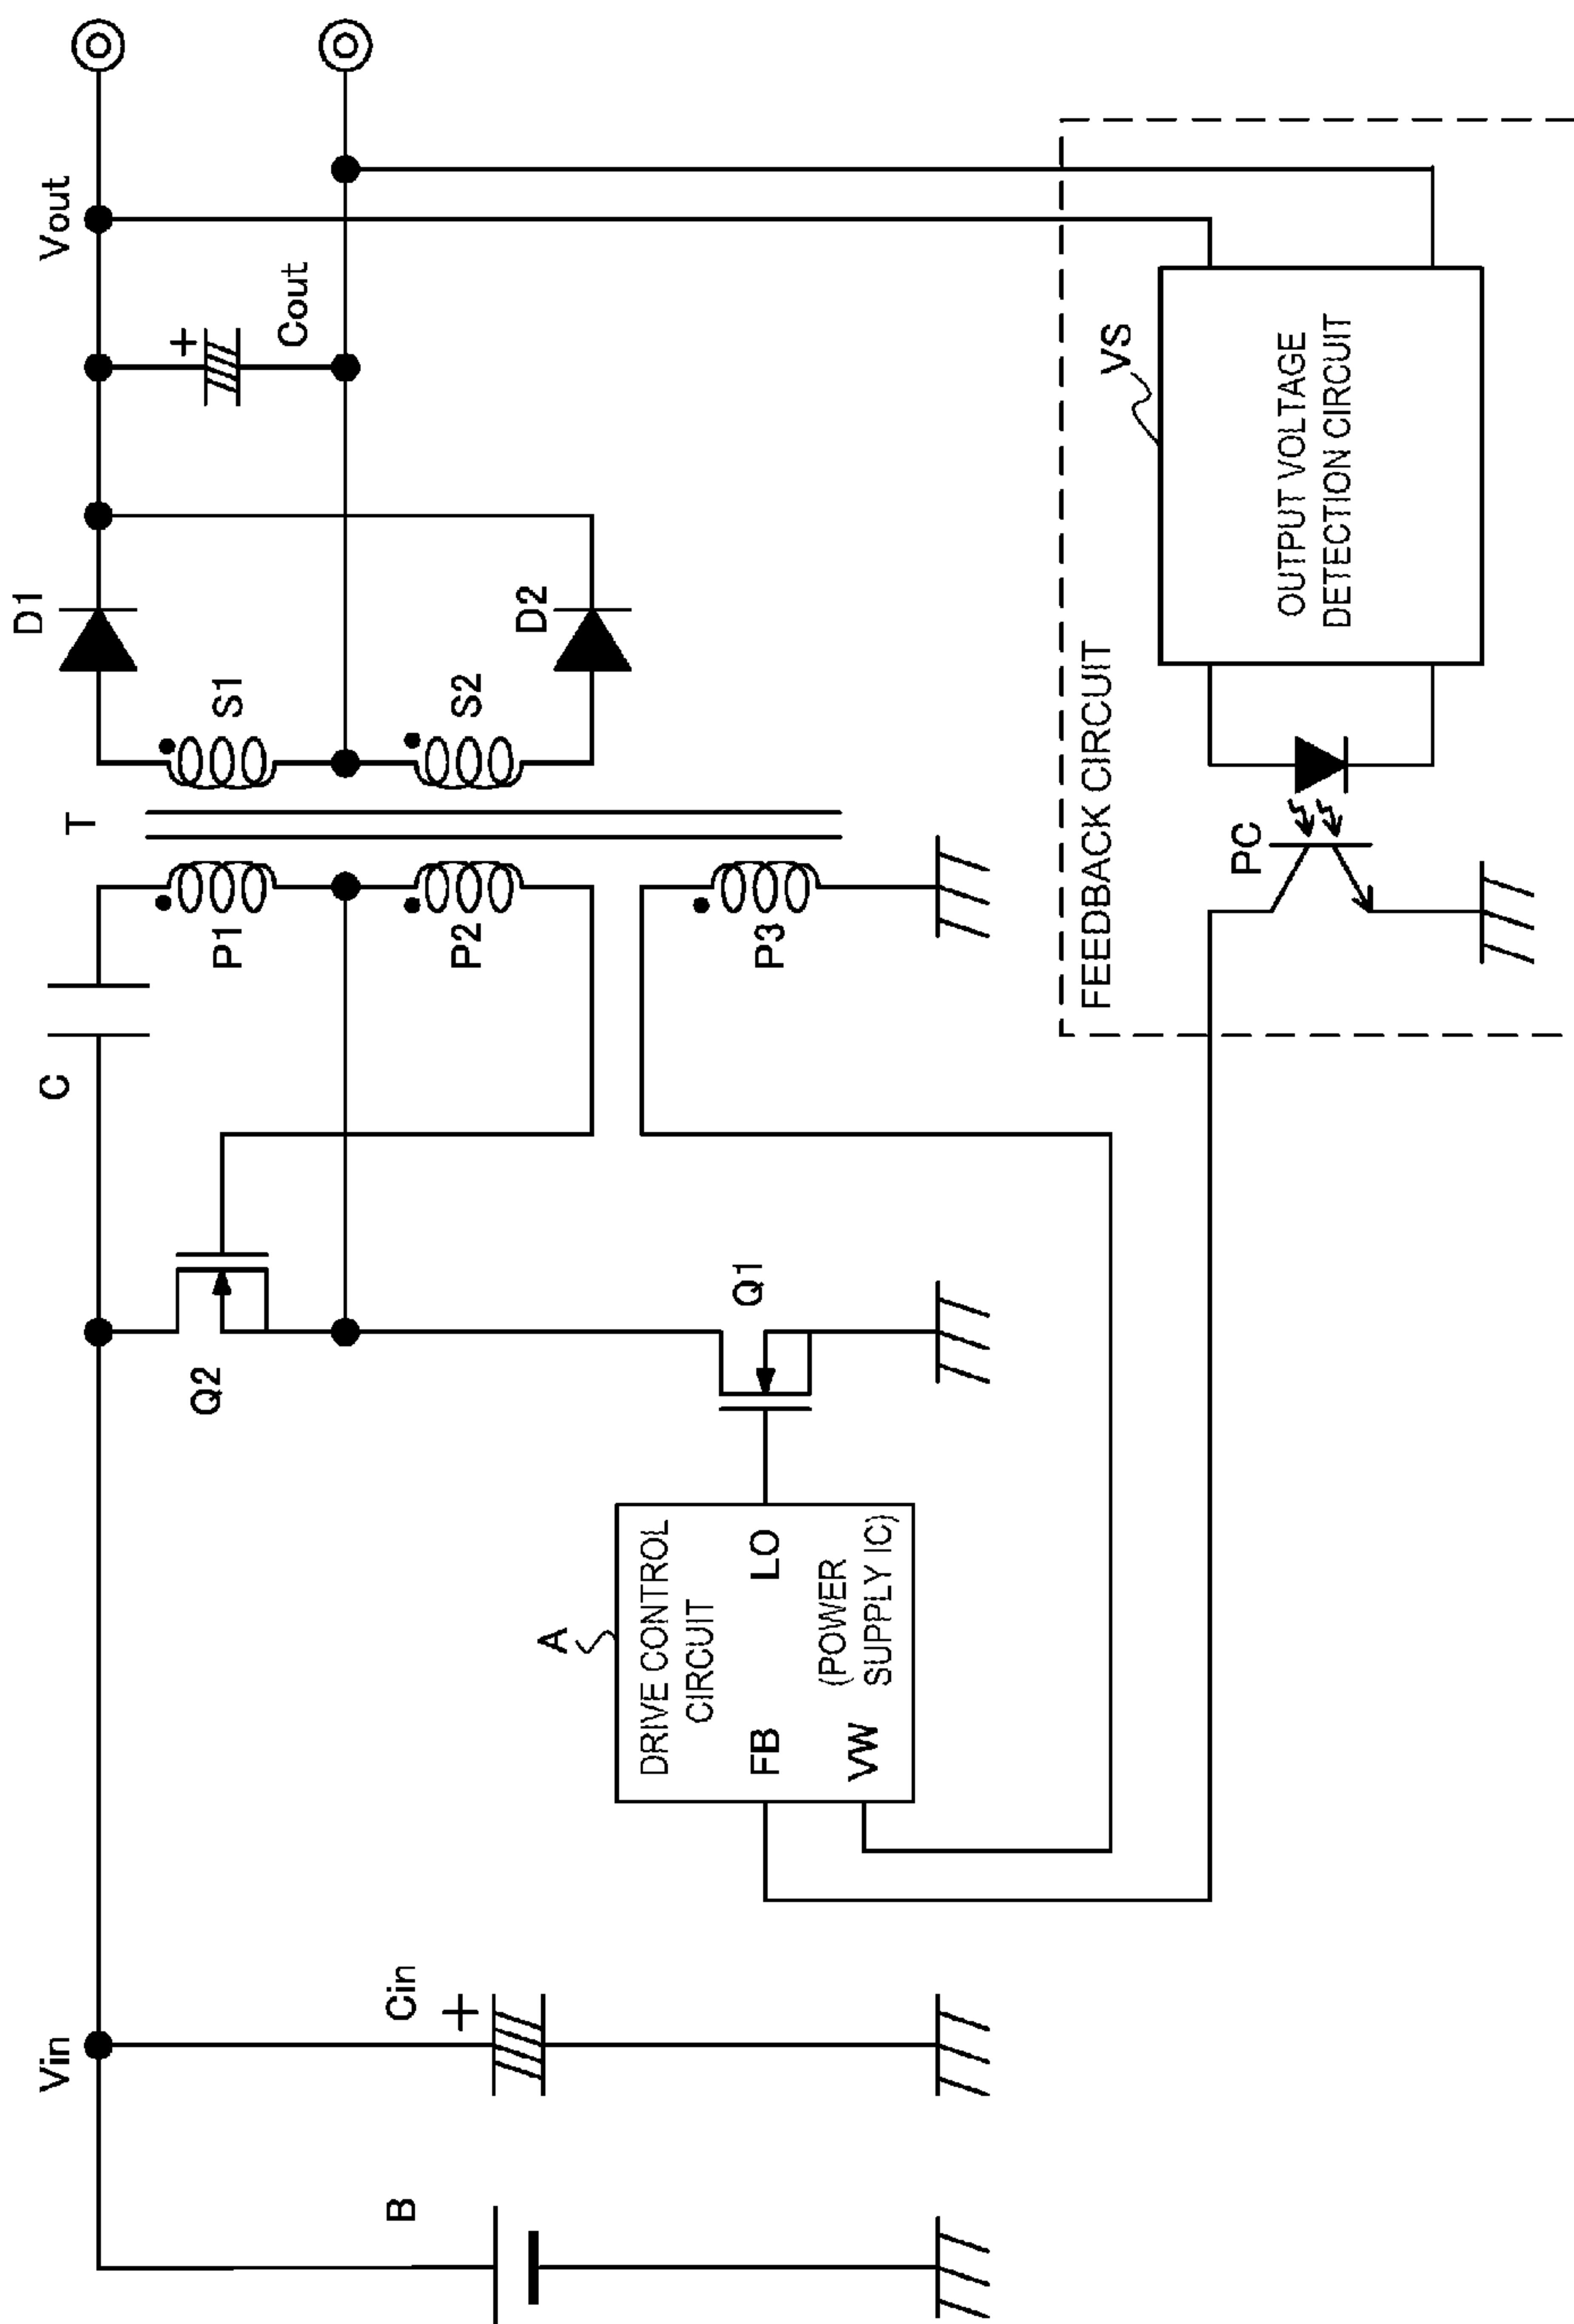 Vin
C
T
D1
Vout
B
Cin
+
Q2
P1
S1
+
Cout
P2
S2
D2
A
DRIVE CONTROL
CIRCUIT
FB
LO
VW
(POWER
SUPPLY IC)
Q1
P3
FEEDBACK CIRCUIT
PC
VS
OUTPUT VOLTAGE
DETECTION CIRCUIT